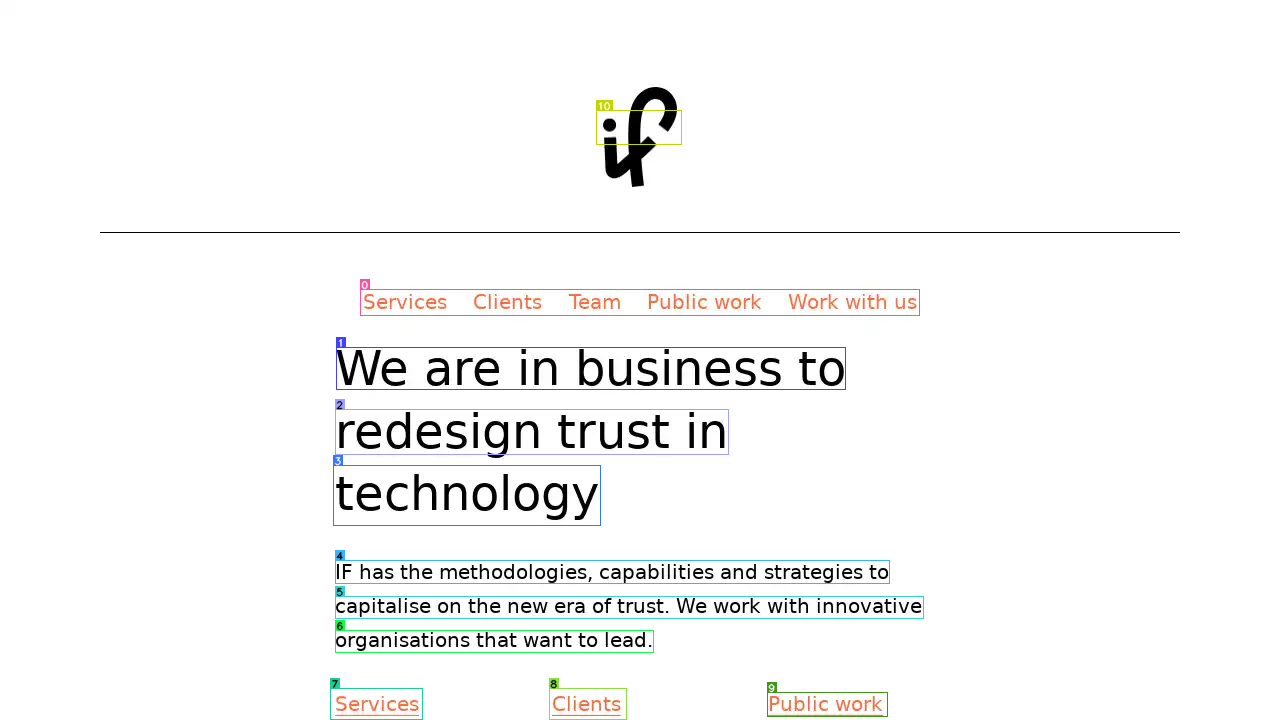 if
Services Clients Team Public work Work with us
We are in business to
redesign trust in
technology
IF has the methodologies, capabilities and strategies to
capitalise on the new era of trust. We work with innovative
organisations that want to lead.
Services Clients Public work
0
1
2
3
4
5
6
7
8
9
10